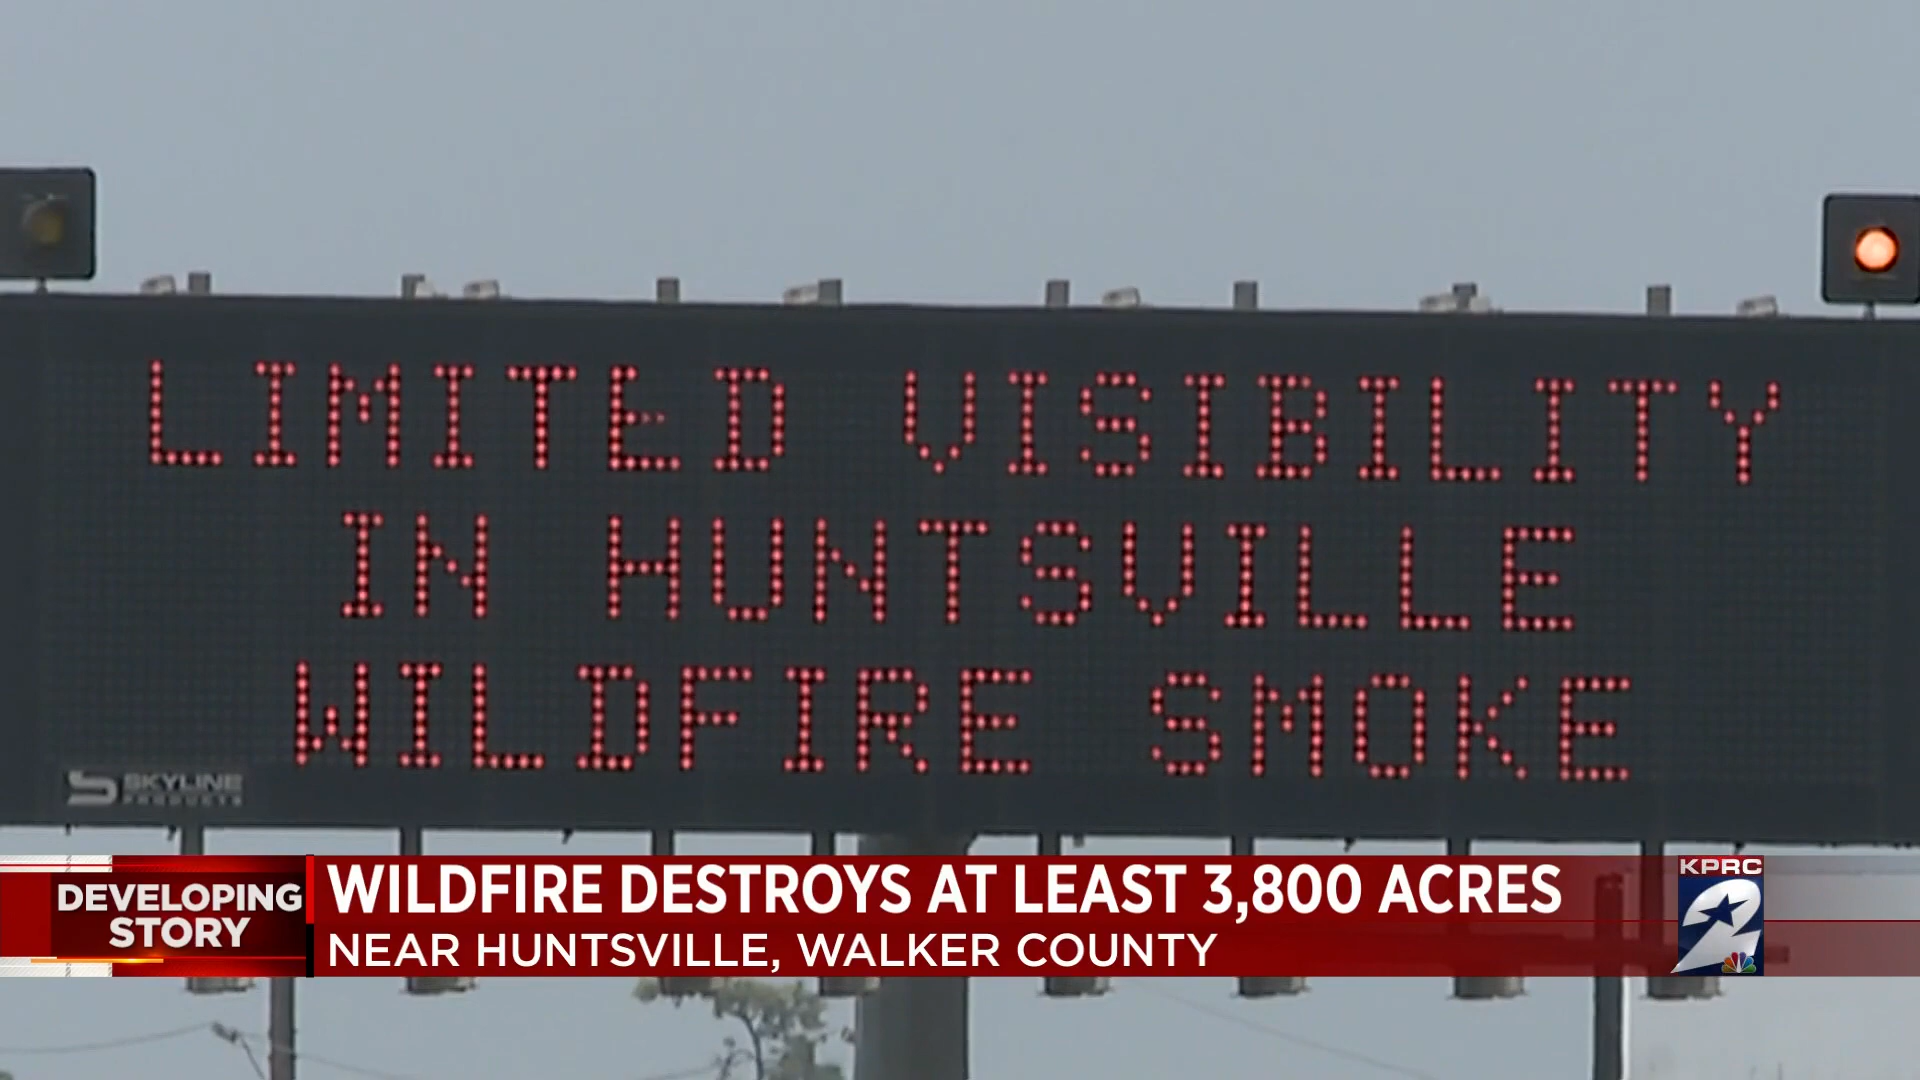 LIMITED VISIBILITY
IN HUNTSVILLE
WILDFIRE SMOKE
SKYLINE
PRODUCTS
DEVELOPING
STORY
WILDFIRE DESTROYS AT LEAST 3,800 ACRES
NEAR HUNTSVILLE, WALKER COUNTY
KPRC
2